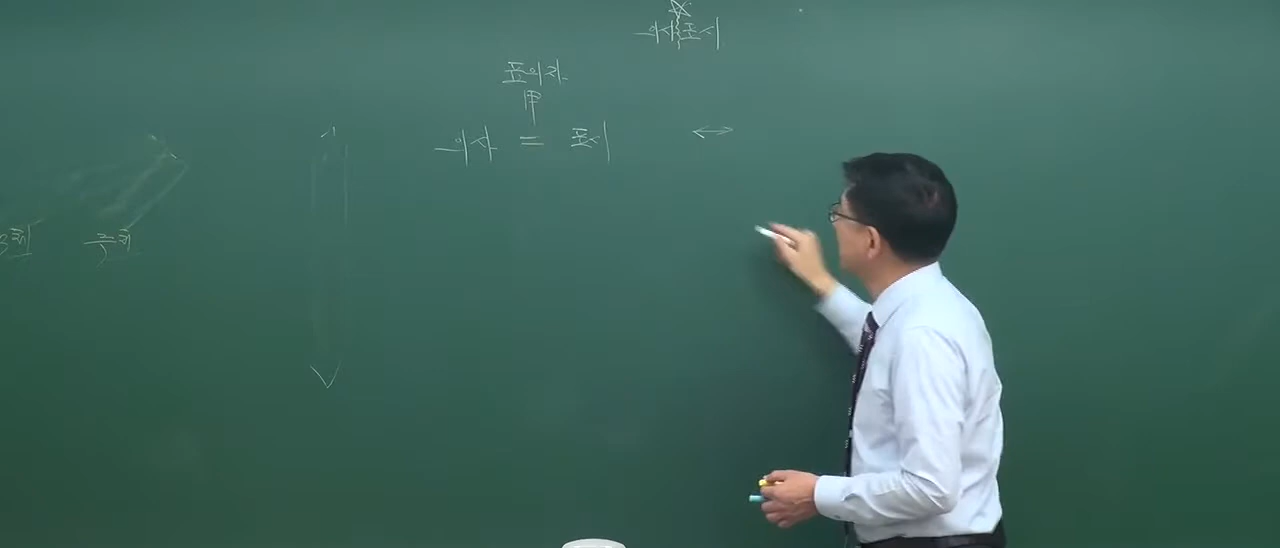 의사표시
표의자
甲
의사 = 표시 ↔